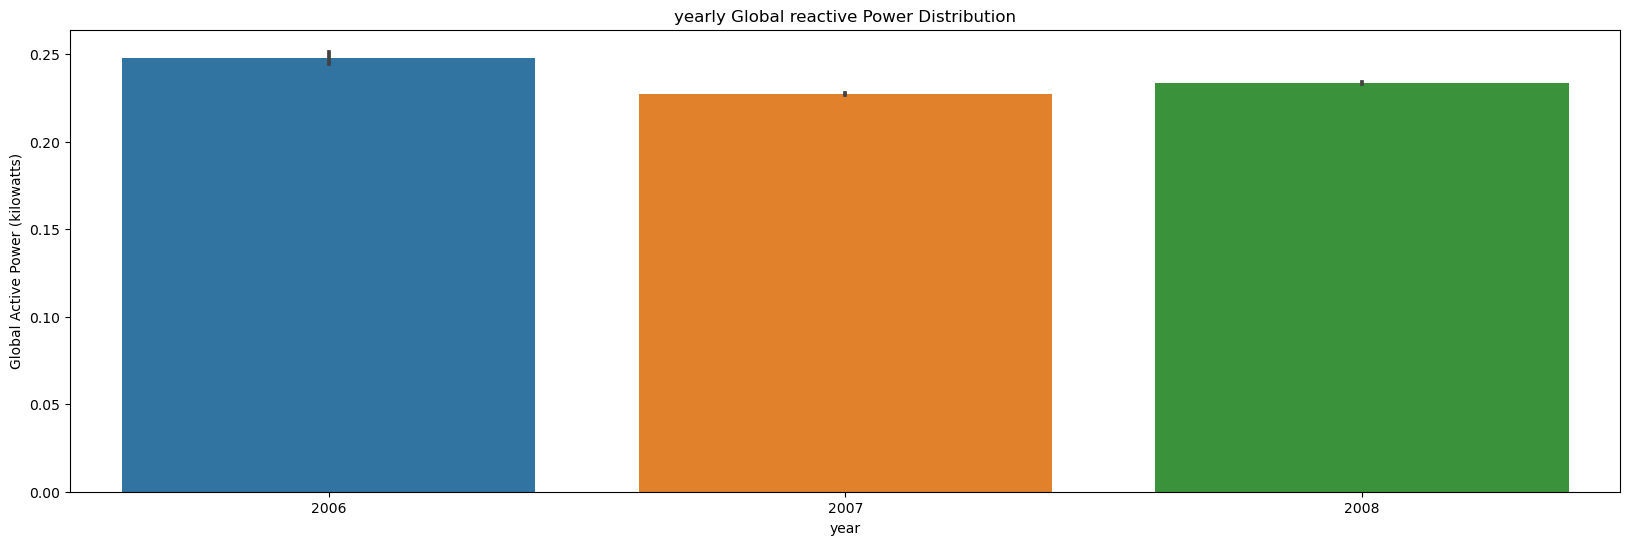 yearly Global reactive Power Distribution
Global Active Power (kilowatts)
0.25
0.20
0.15
0.10
0.05
0.00
2006 2007 2008
year